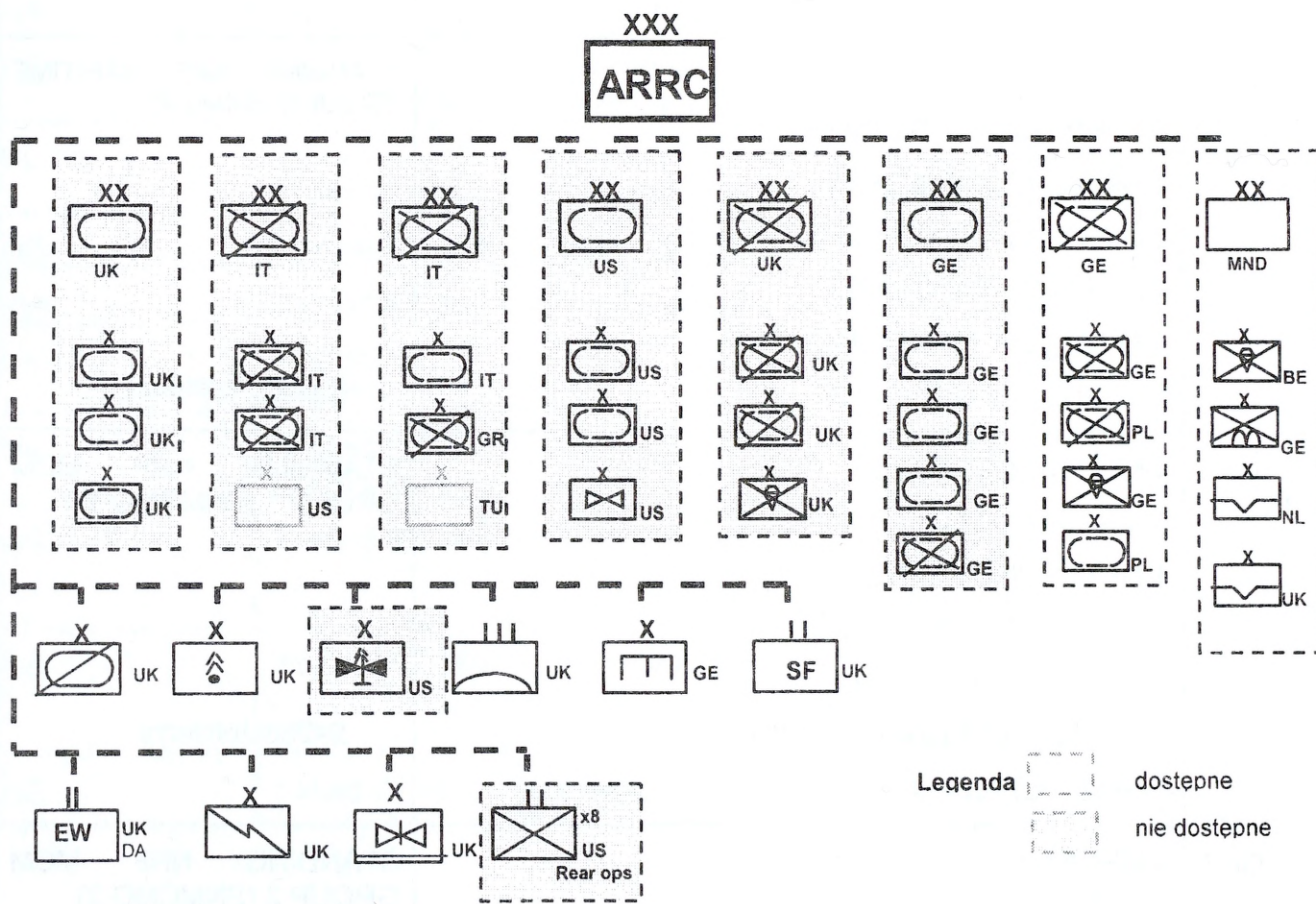 XXX
ARRC
XX XX XX XX XX XX XX XX
UK IT IT US UK GE GE MND
X X X X X X X X
UK IT IT US UK GE GE BE
X X X X X X X X
UK IT GR US UK GE PL GE
X X X X X X X X
UK US TU US UK GE GE NL
X X X
GE PL UK
X X X III X II
UK UK US UK GE SF UK
II X X II
EW UK
DA
UK
UK
x8
US
Rear ops
Legenda
dostępne
nie dostępne